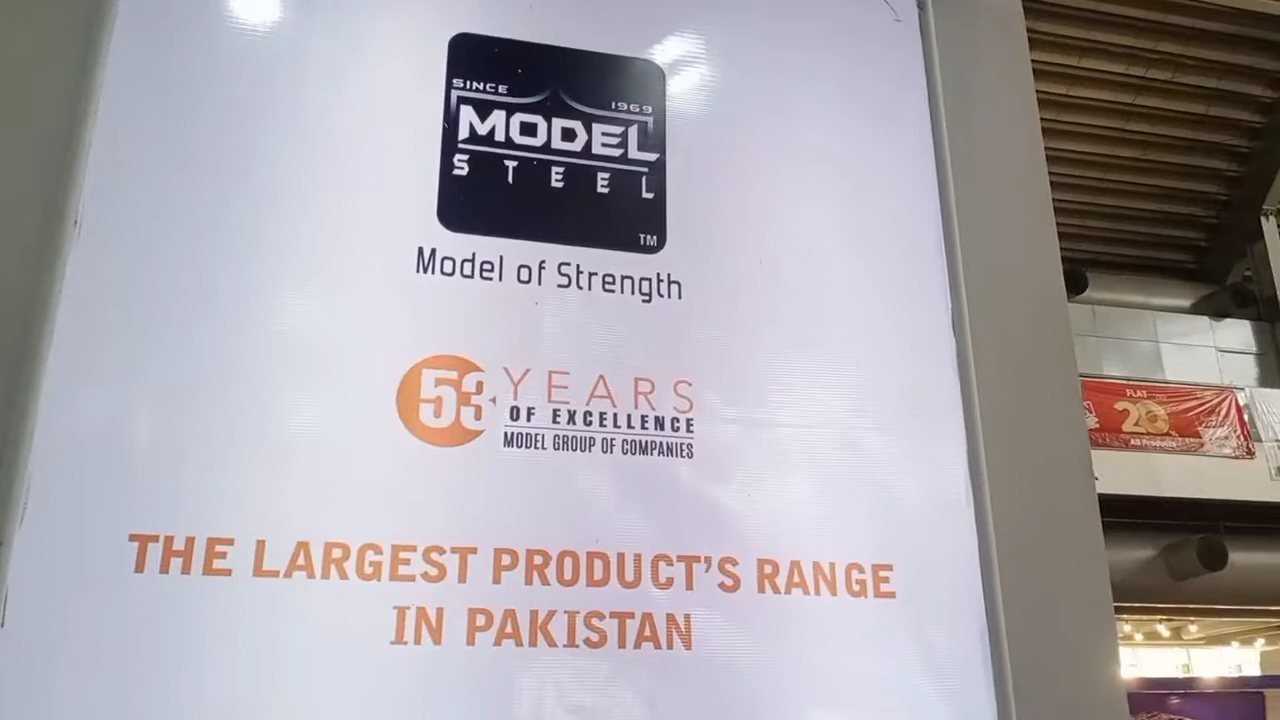 SINCE 1969
MODEL
STEEL
TM
Model of Strength
53 YEARS
OF EXCELLENCE
MODEL GROUP OF COMPANIES
THE LARGEST PRODUCT'S RANGE
IN PAKISTAN
FLAT
20
All Products